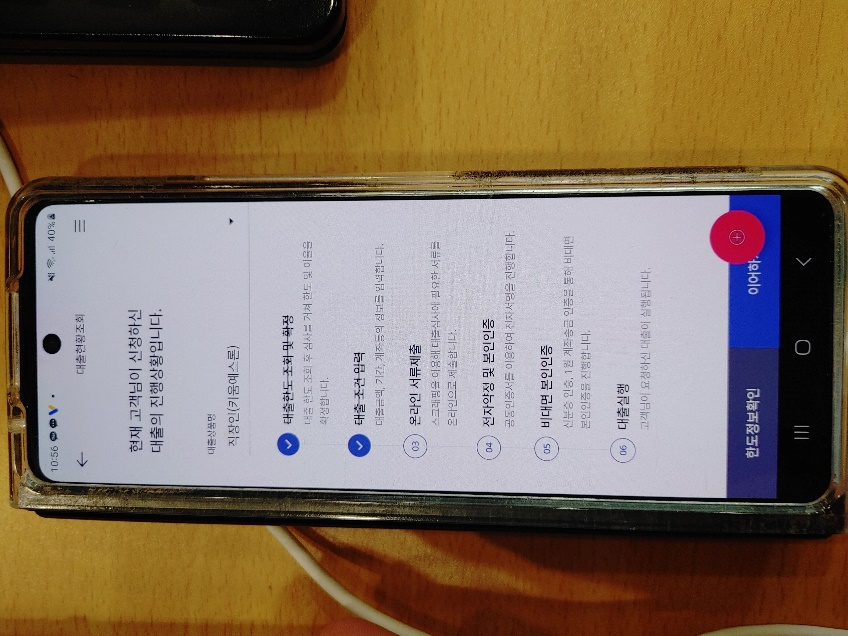 10:56
40%
대출현황조회
현재 고객님이 신청하신
대출의 진행상황입니다.
대출상품명
직장인(키움예스론)
대출한도 조회 및 확정
대출 한도 조회 후 심사를 거쳐 한도 및 이율을
확정합니다.
대출 조건 입력
대출금액, 기간, 계좌등의 정보를 입력합니다.
03
온라인 서류제출
스크래핑을 이용해 대출심사에 필요한 서류를
온라인으로 제출합니다.
04
전자약정 및 본인인증
공동인증서를 이용하여 전자서명을 진행합니다.
05
비대면 본인인증
신분증 인증, 1원 계좌송금 인증을 통해 비대면
본인인증을 진행합니다.
06
대출실행
고객님이 요청하신 대출이 실행됩니다.
한도정보확인
이어하